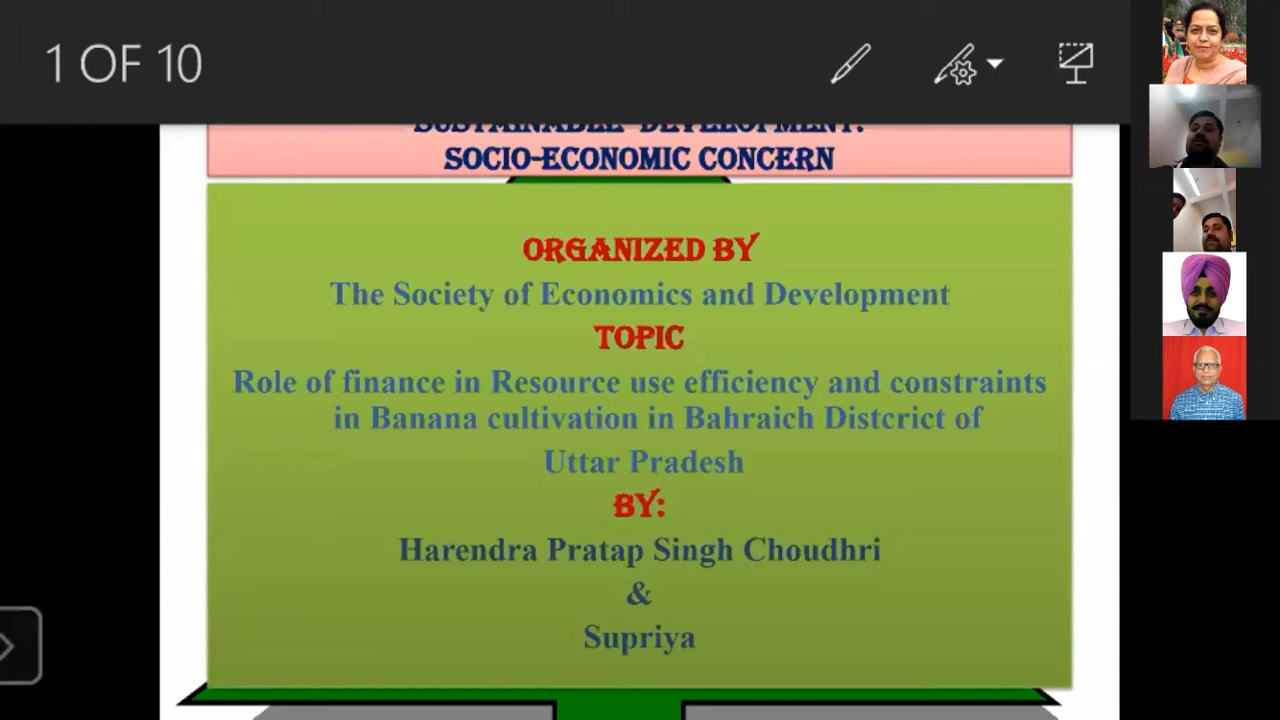 1 OF 10
SUSTAINABLE DEVELOPMENT:
SOCIO-ECONOMIC CONCERN
ORGANIZED BY
The Society of Economics and Development
TOPIC
Role of finance in Resource use efficiency and constraints
in Banana cultivation in Bahraich Distcrict of
Uttar Pradesh
BY:
Harendra Pratap Singh Choudhri
&
Supriya